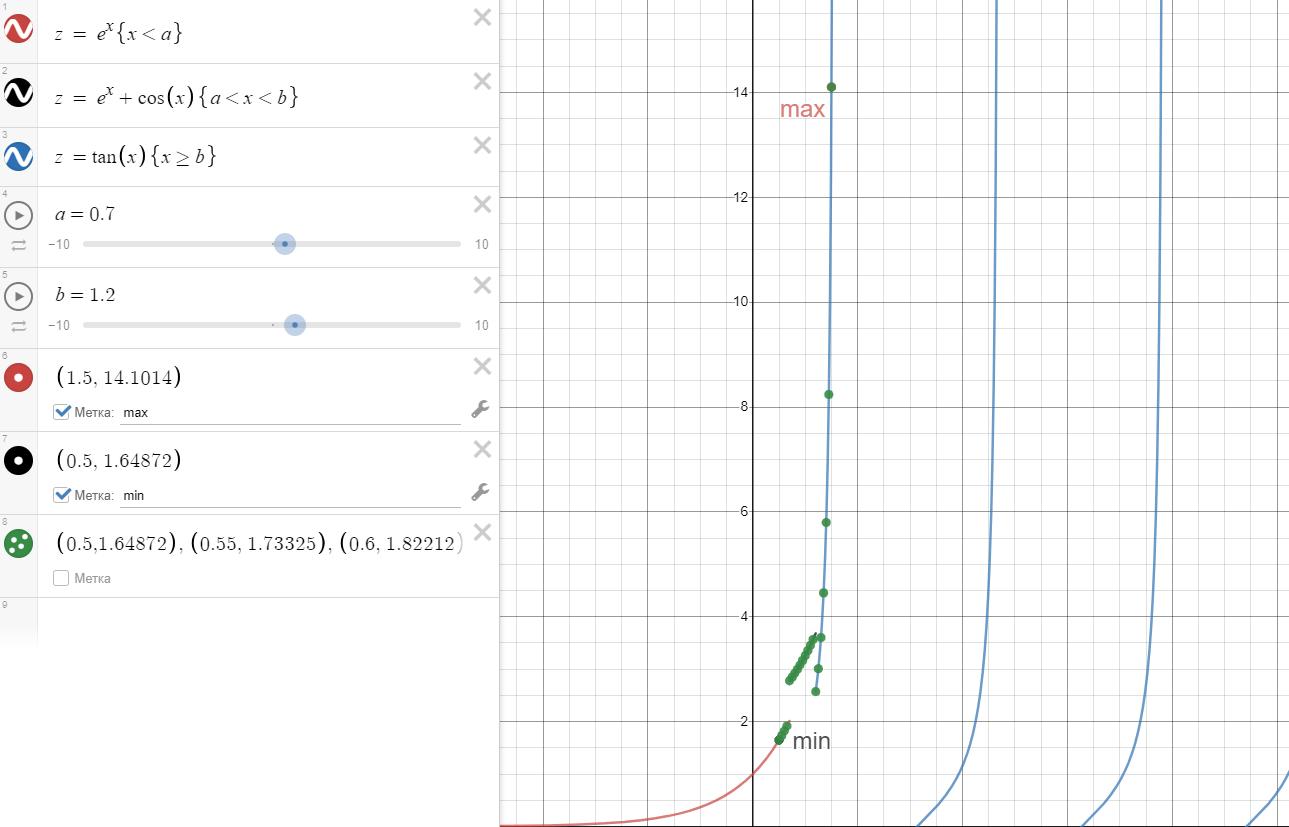 1
z = e^x {x < a}
2
z = e^x + cos(x) {a < x < b}
3
z = tan(x) {x ≥ b}
4
a = 0.7
−10 10
5
b = 1.2
−10 10
6
(1.5, 14.1014)
Метка: max
7
(0.5, 1.64872)
Метка: min
8
(0.5,1.64872), (0.55, 1.73325), (0.6, 1.82212)
Метка
9
14
max
12
10
8
6
4
2
min